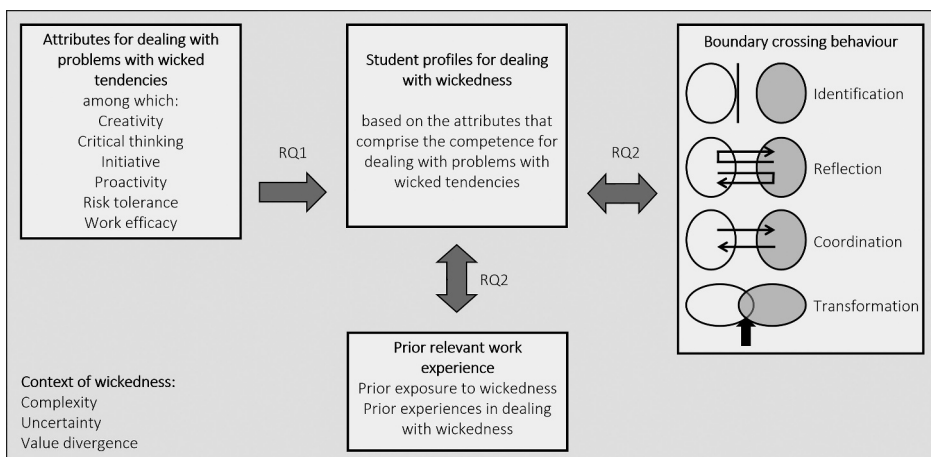 Attributes for dealing with
problems with wicked
tendencies
among which:
Creativity
Critical thinking
Initiative
Proactivity
Risk tolerance
Work efficacy
RQ1
Student profiles for dealing
with wickedness
based on the attributes that
comprise the competence for
dealing with problems with
wicked tendencies
RQ2
Boundary crossing behaviour
Identification
Reflection
Coordination
Transformation
RQ2
Prior relevant work
experience
Prior exposure to wickedness
Prior experiences in dealing
with wickedness
Context of wickedness:
Complexity
Uncertainty
Value divergence